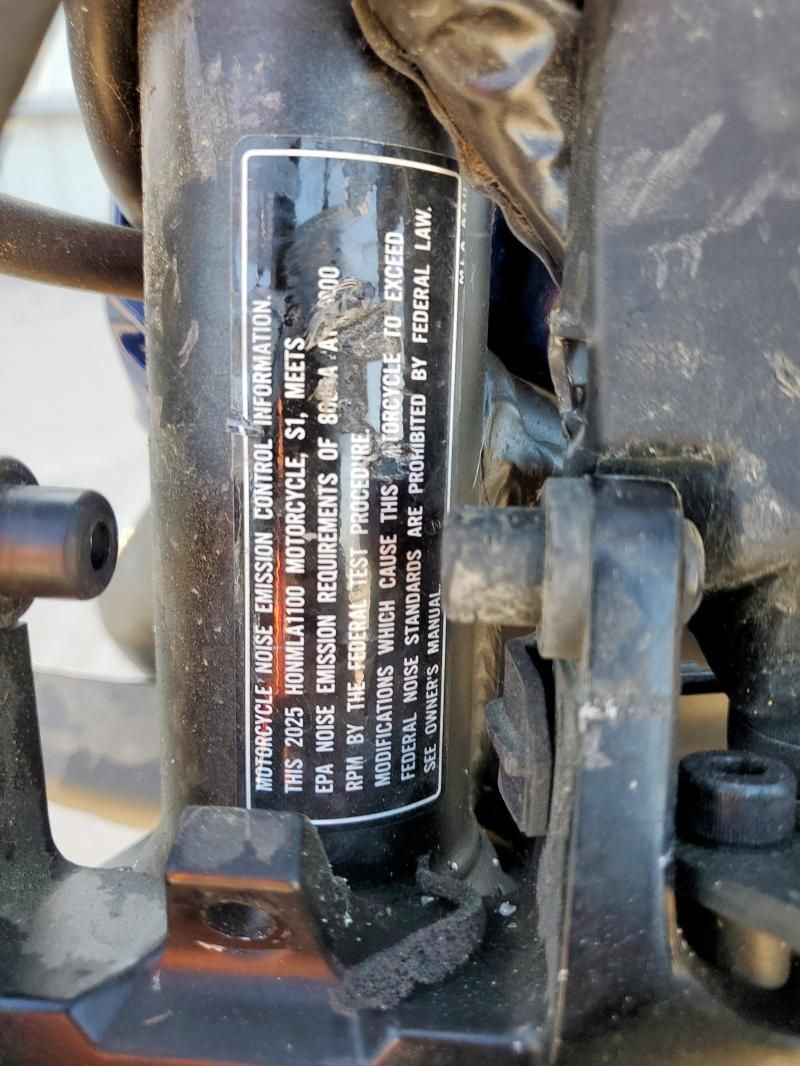 MOTORCYCLE NOISE EMISSION CONTROL INFORMATION.
THIS 2025 HONMLA1100 MOTORCYCLE, S1, MEETS
EPA NOISE EMISSION REQUIREMENTS OF
RPM BY THE FEDERAL TEST PROCEDURE.
MODIFICATIONS WHICH CAUSE THIS MOTORCYCLE TO EXCEED
FEDERAL NOISE STANDARDS ARE PROHIBITED BY FEDERAL LAW.
SEE OWNER'S MANUAL.